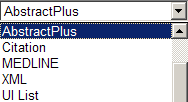 AbstractPlus
AbstractPlus
Citation
MEDLINE
XML
UI List